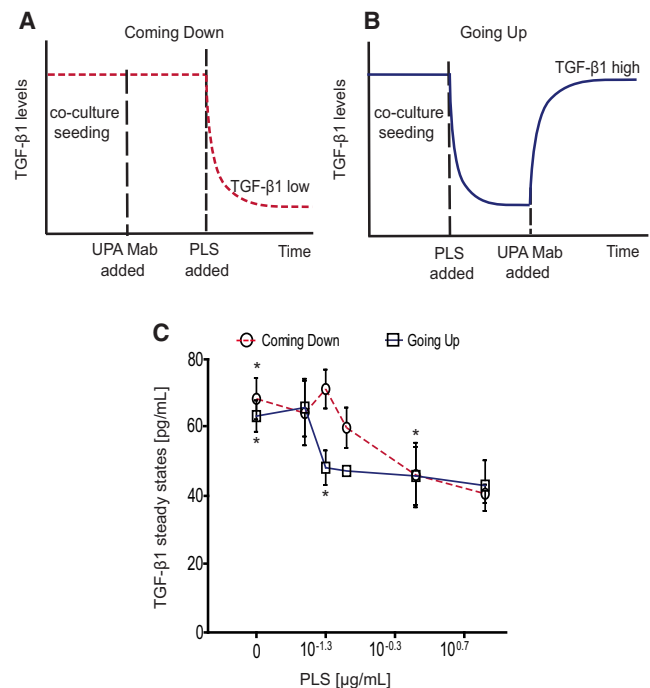 A
Coming Down
TGF-β1 levels
co-culture
seeding
TGF-β1 low
UPA Mab
added
PLS
added
Time
B
Going Up
TGF-β1 levels
co-culture
seeding
TGF-β1 high
PLS
added
UPA Mab
added
Time
C
Coming Down
Going Up
TGF-β1 steady states [pg/mL]
80
60
40
20
0
*
*
*
*
0
10^-1.3
10^-0.3
10^0.7
PLS [µg/mL]